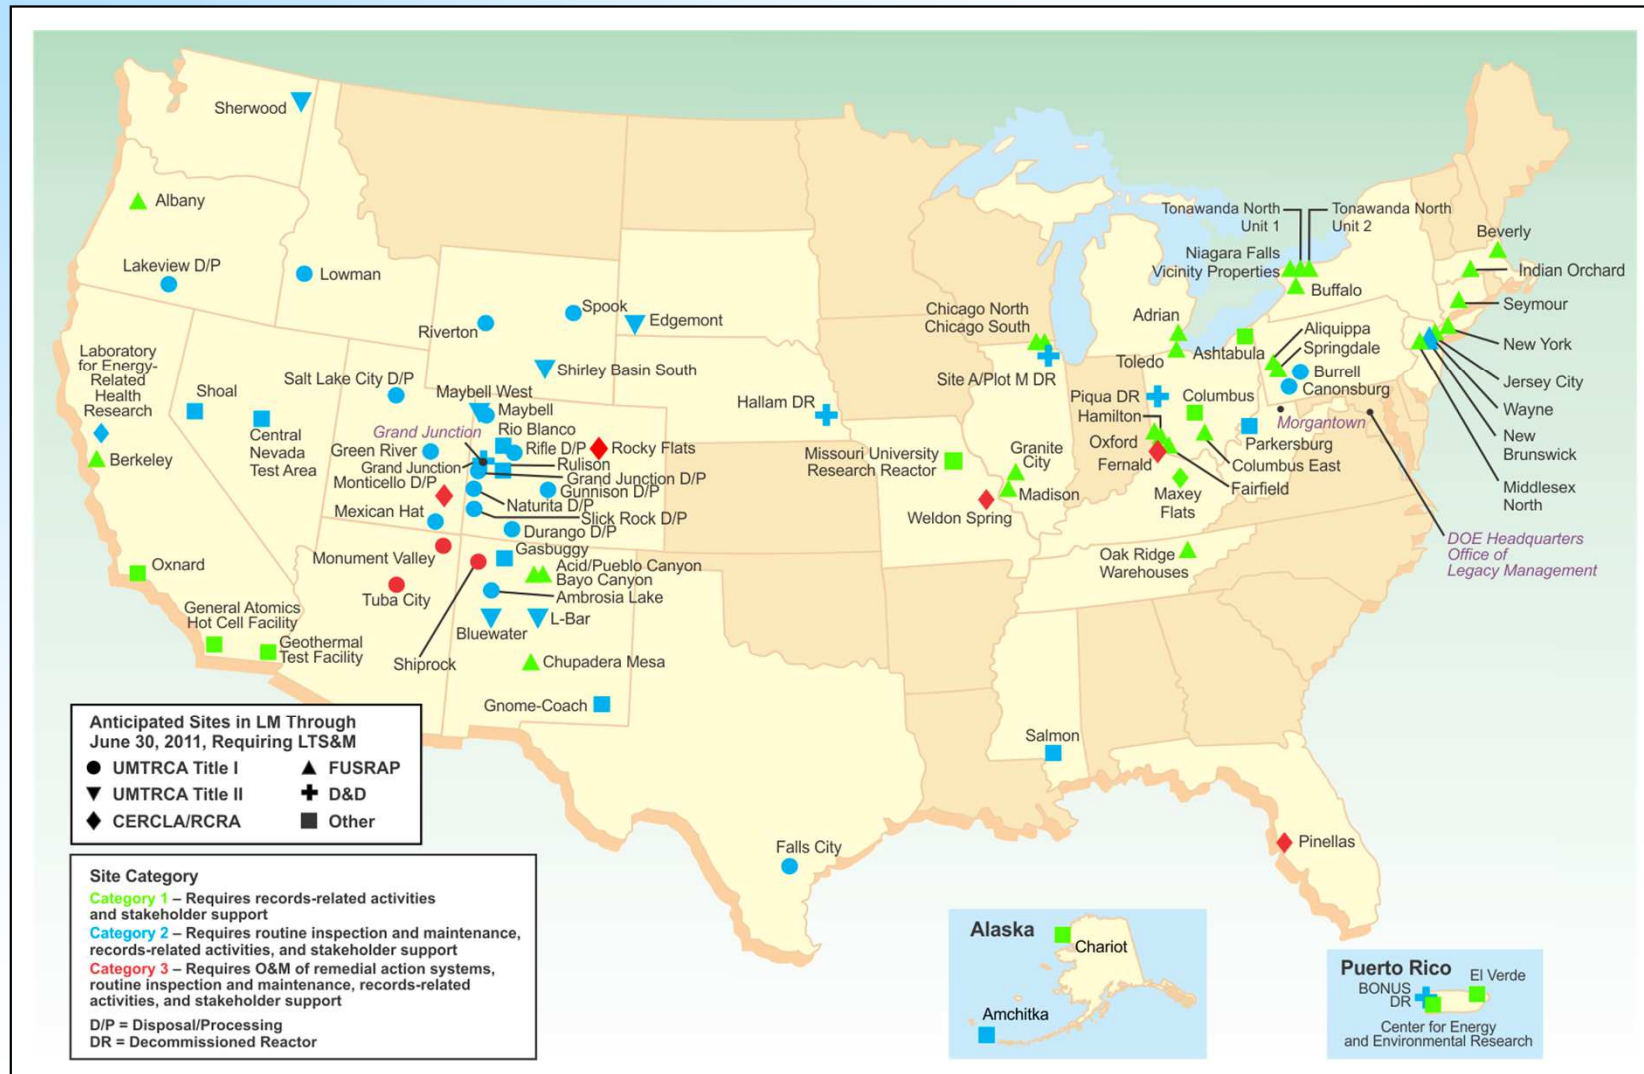 Sherwood
Albany
Lakeview D/P
Lowman
Laboratory
for Energy-
Related
Health
Research
Berkeley
Shoal
Central
Nevada
Test Area
Salt Lake City D/P
Riverton
Spook
Edgemont
Shirley Basin South
Maybell West
Maybell
Rio Blanco
Grand Junction
Green River
Rifle D/P
Rocky Flats
Grand Junction
Rulison
Grand Junction D/P
Monticello D/P
Gunnison D/P
Naturita D/P
Mexican Hat
Slick Rock D/P
Durango D/P
Monument Valley
Gasbuggy
Acid/Pueblo Canyon
Bayo Canyon
Tuba City
Ambrosia Lake
Bluewater
L-Bar
Shiprock
Chupadera Mesa
Gnome-Coach
Oxnard
General Atomics
Hot Cell Facility
Geothermal
Test Facility
Hallam DR
Missouri University
Research Reactor
Weldon Spring
Granite
City
Madison
Chicago North
Chicago South
Site A/Plot M DR
Adrian
Toledo
Ashtabula
Piqua DR
Hamilton
Oxford
Fernald
Columbus
Parkersburg
Columbus East
Fairfield
Maxey
Flats
Oak Ridge
Warehouses
Salmon
Falls City
Pinellas
Tonawanda North
Unit 1
Tonawanda North
Unit 2
Niagara Falls
Vicinity Properties
Buffalo
Beverly
Indian Orchard
Seymour
Aliquippa
Springdale
Burrell
Canonsburg
Morgantown
New York
Jersey City
Wayne
New
Brunswick
Middlesex
North
DOE Headquarters
Office of
Legacy Management
Anticipated Sites in LM Through
June 30, 2011, Requiring LTS&M
UMTRCA Title I
FUSRAP
UMTRCA Title II
D&D
CERCLA/RCRA
Other
Site Category
Category 1 – Requires records-related activities
and stakeholder support
Category 2 – Requires routine inspection and maintenance,
records-related activities, and stakeholder support
Category 3 – Requires O&M of remedial action systems,
routine inspection and maintenance, records-related
activities, and stakeholder support
D/P = Disposal/Processing
DR = Decommissioned Reactor
Alaska
Chariot
Amchitka
Puerto Rico
El Verde
BONUS
DR
Center for Energy
and Environmental Research